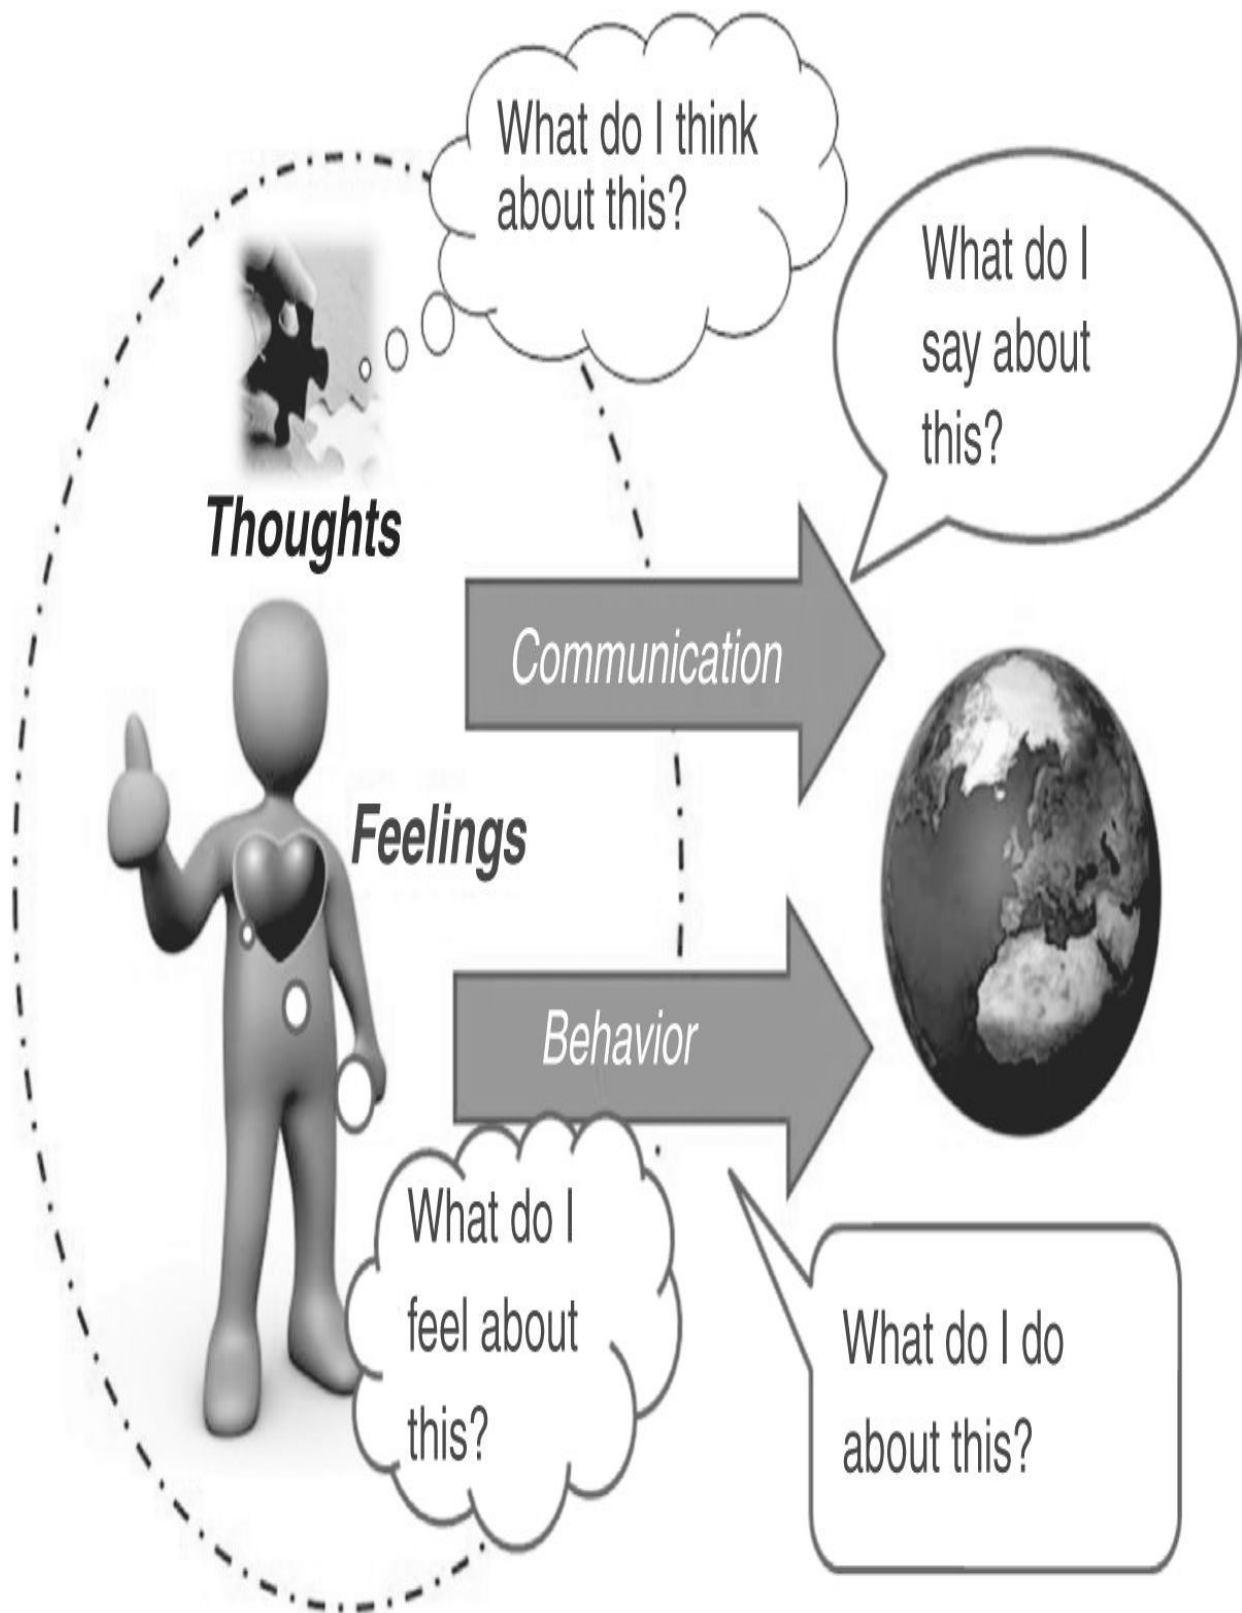 What do I think
about this?
What do I
say about
this?
Thoughts
Communication
Feelings
Behavior
What do I
feel about
this?
What do I do
about this?